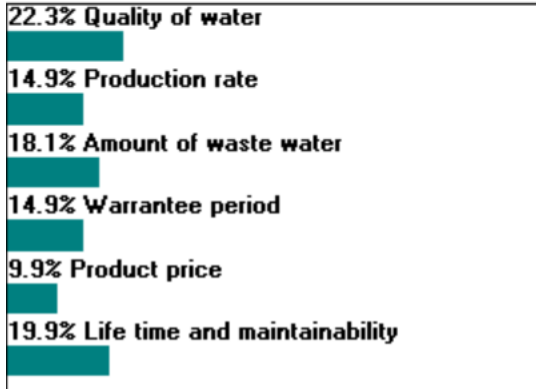 22.3% Quality of water
14.9% Production rate
18.1% Amount of waste water
14.9% Warrantee period
9.9% Product price
19.9% Life time and maintainability